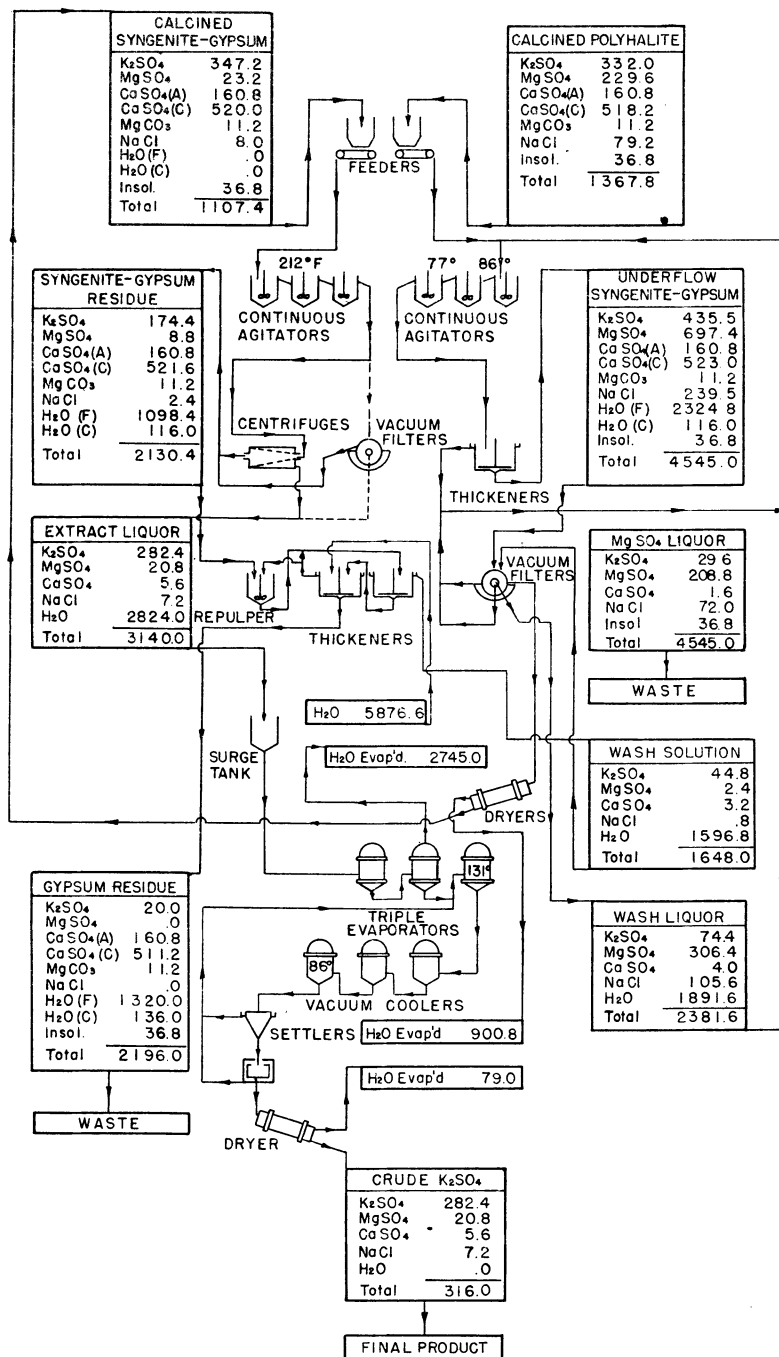 CALCINED
SYNGENITE-GYPSUM
K₂SO₄ 347.2
MgSO₄ 23.2
CaSO₄(A) 160.8
CaSO₄(C) 520.0
MgCO₃ 11.2
NaCl 8.0
H₂O(F) .0
H₂O(C) .0
Insol. 36.8
Total 1107.4
CALCINED POLYHALITE
K₂SO₄ 332.0
MgSO₄ 229.6
CaSO₄(A) 160.8
CaSO₄(C) 518.2
MgCO₃ 11.2
NaCl 79.2
Insol. 36.8
Total 1367.8
FEEDERS
212°F
77° 86°
CONTINUOUS
AGITATORS
CONTINUOUS
AGITATORS
SYNGENITE-GYPSUM
RESIDUE
K₂SO₄ 174.4
MgSO₄ 8.8
CaSO₄(A) 160.8
CaSO₄(C) 521.6
MgCO₃ 11.2
NaCl 2.4
H₂O (F) 1098.4
H₂O (C) 116.0
Total 2130.4
UNDERFLOW
SYNGENITE-GYPSUM
K₂SO₄ 435.5
MgSO₄ 697.4
CaSO₄(A) 160.8
CaSO₄(C) 523.0
MgCO₃ 11.2
NaCl 239.5
H₂O (F) 2324.8
H₂O (C) 116.0
Insol. 36.8
Total 4545.0
CENTRIFUGES
VACUUM
FILTERS
THICKENERS
EXTRACT LIQUOR
K₂SO₄ 282.4
MgSO₄ 20.8
CaSO₄ 5.6
NaCl 7.2
H₂O 2824.0
Total 3140.0
REPULPER
THICKENERS
VACUUM
FILTERS
MgSO₄ LIQUOR
K₂SO₄ 29.6
MgSO₄ 208.8
CaSO₄ 1.6
NaCl 72.0
Insol 36.8
Total 4545.0
WASTE
H₂O 5876.6
SURGE
TANK
H₂O Evap'd. 2745.0
DRYERS
WASH SOLUTION
K₂SO₄ 44.8
MgSO₄ 2.4
CaSO₄ 3.2
NaCl .8
H₂O 1596.8
Total 1648.0
131°
TRIPLE
EVAPORATORS
GYPSUM RESIDUE
K₂SO₄ 20.0
MgSO₄ .0
CaSO₄(A) 160.8
CaSO₄(C) 511.2
MgCO₃ 11.2
NaCl .0
H₂O(F) 1320.0
H₂O(C) 136.0
Insol. 36.8
Total 2196.0
WASTE
86°
VACUUM COOLERS
SETTLERS
H₂O Evap'd 900.8
WASH LIQUOR
K₂SO₄ 74.4
MgSO₄ 306.4
CaSO₄ 4.0
NaCl 105.6
H₂O 1891.6
Total 2381.6
H₂O Evap'd 79.0
DRYER
CRUDE K₂SO₄
K₂SO₄ 282.4
MgSO₄ 20.8
CaSO₄ 5.6
NaCl 7.2
H₂O .0
Total 316.0
FINAL PRODUCT